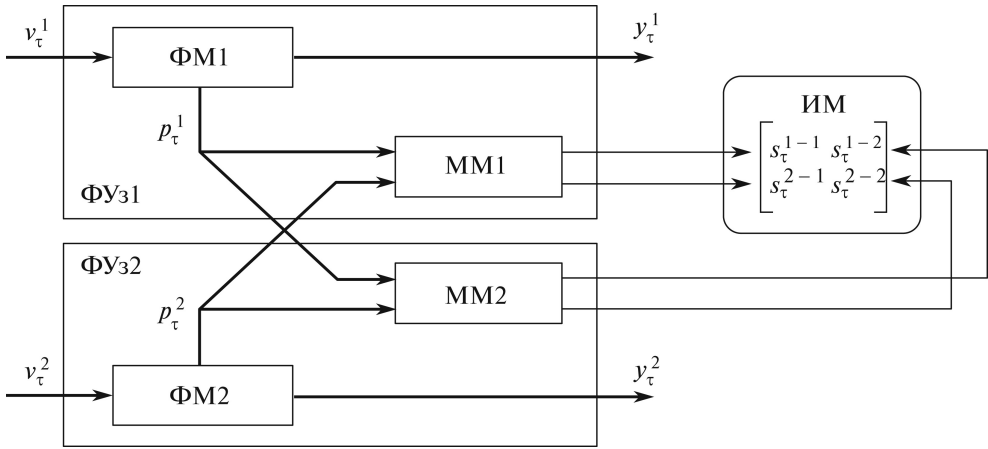 v_τ^1
y_τ^1
ФМ1
ИМ
p_τ^1
ММ1
s_τ^{1–1} s_τ^{1–2}
s_τ^{2–1} s_τ^{2–2}
ФУз1
ФУз2
ММ2
p_τ^2
v_τ^2
y_τ^2
ФМ2